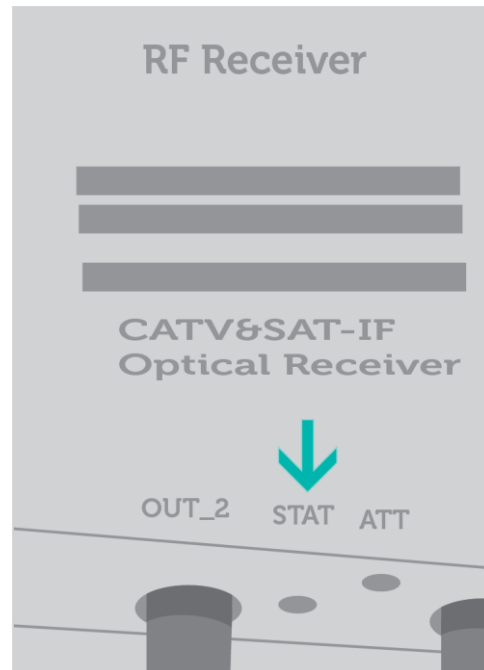 RF Receiver
CATV&SAT-IF
Optical Receiver
OUT_2 STAT ATT